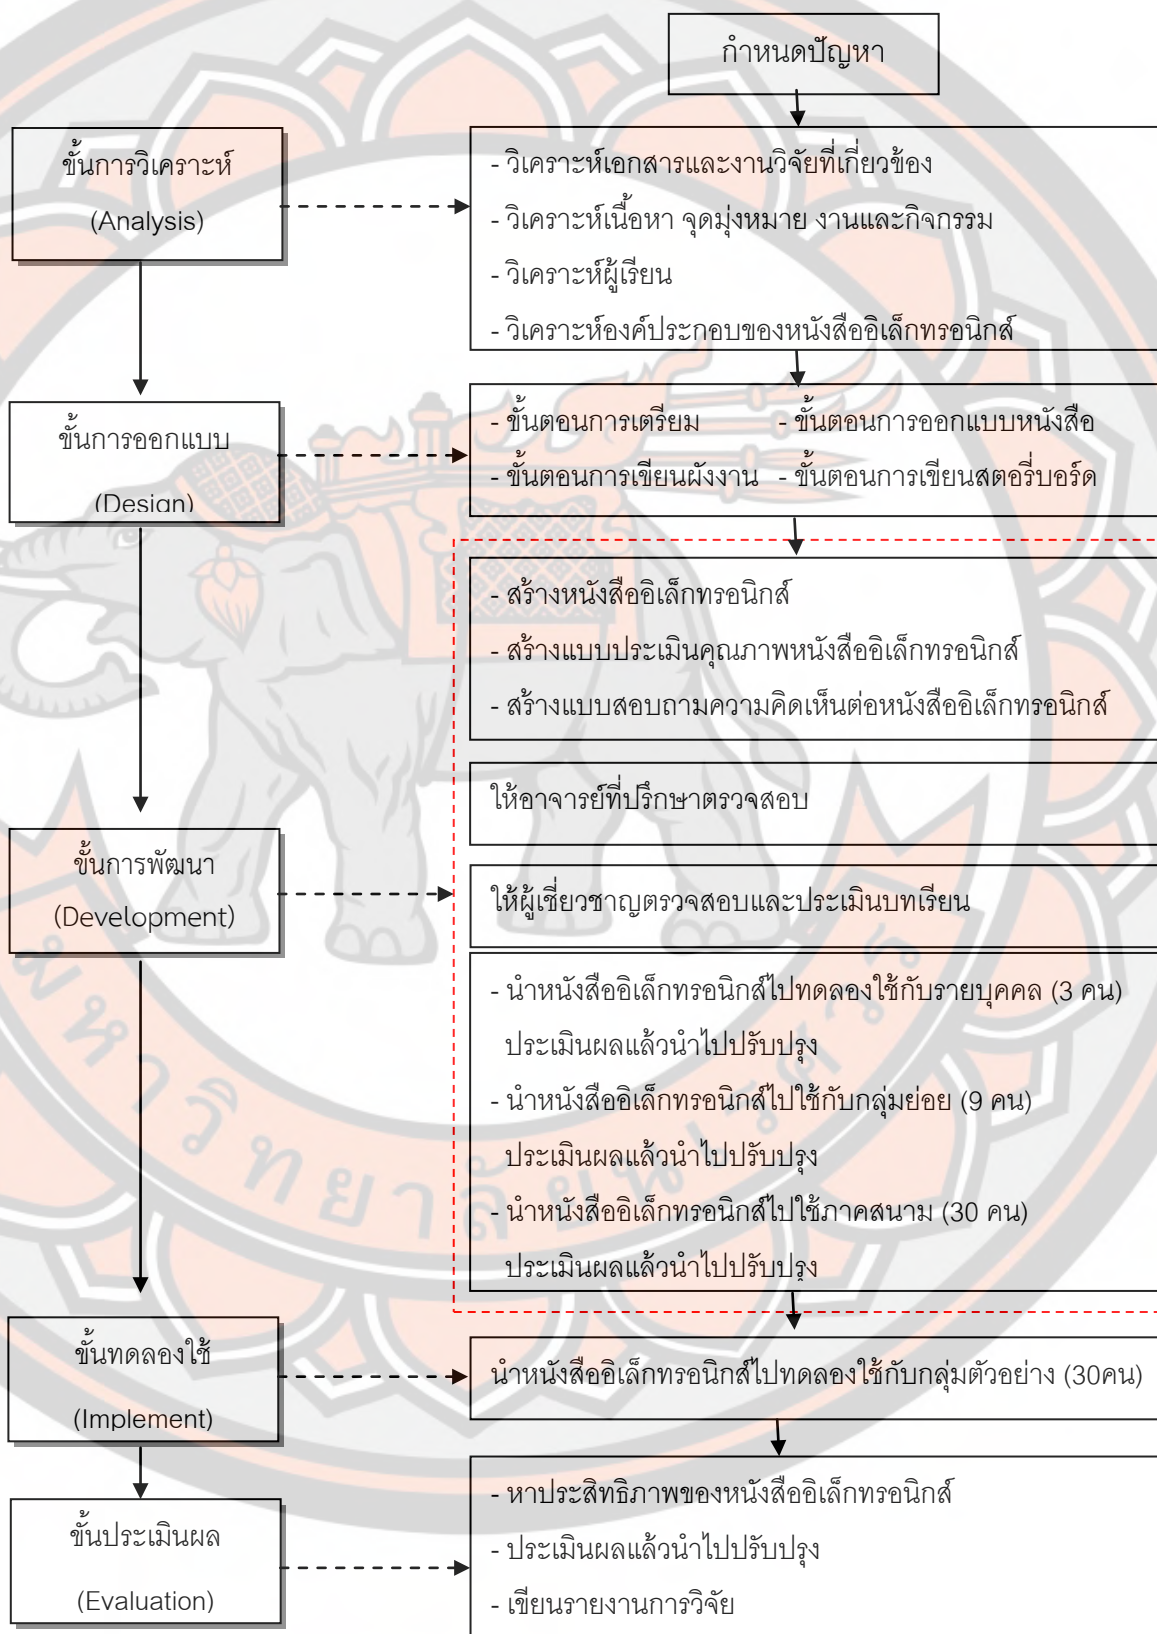 กำหนดปัญหา
ขั้นการวิเคราะห์
(Analysis)
- วิเคราะห์เอกสารและงานวิจัยที่เกี่ยวข้อง
- วิเคราะห์เนื้อหา จุดมุ่งหมาย งานและกิจกรรม
- วิเคราะห์ผู้เรียน
- วิเคราะห์องค์ประกอบของหนังสืออิเล็กทรอนิกส์
ขั้นการออกแบบ
(Design)
- ขั้นตอนการเตรียม - ขั้นตอนการออกแบบหนังสือ
- ขั้นตอนการเขียนผังงาน - ขั้นตอนการเขียนสตอรี่บอร์ด
- สร้างหนังสืออิเล็กทรอนิกส์
- สร้างแบบประเมินคุณภาพหนังสืออิเล็กทรอนิกส์
- สร้างแบบสอบถามความคิดเห็นต่อหนังสืออิเล็กทรอนิกส์
ให้อาจารย์ที่ปรึกษาตรวจสอบ
ขั้นการพัฒนา
(Development)
ให้ผู้เชี่ยวชาญตรวจสอบและประเมินบทเรียน
- นำหนังสืออิเล็กทรอนิกส์ไปทดลองใช้กับรายบุคคล (3 คน)
ประเมินผลแล้วนำไปปรับปรุง
- นำหนังสืออิเล็กทรอนิกส์ไปใช้กับกลุ่มย่อย (9 คน)
ประเมินผลแล้วนำไปปรับปรุง
- นำหนังสืออิเล็กทรอนิกส์ไปใช้ภาคสนาม (30 คน)
ประเมินผลแล้วนำไปปรับปรุง
ขั้นทดลองใช้
(Implement)
นำหนังสืออิเล็กทรอนิกส์ไปทดลองใช้กับกลุ่มตัวอย่าง (30คน)
ขั้นประเมินผล
(Evaluation)
- หาประสิทธิภาพของหนังสืออิเล็กทรอนิกส์
- ประเมินผลแล้วนำไปปรับปรุง
- เขียนรายงานการวิจัย
มหาวิทยาลัยนเรศวร